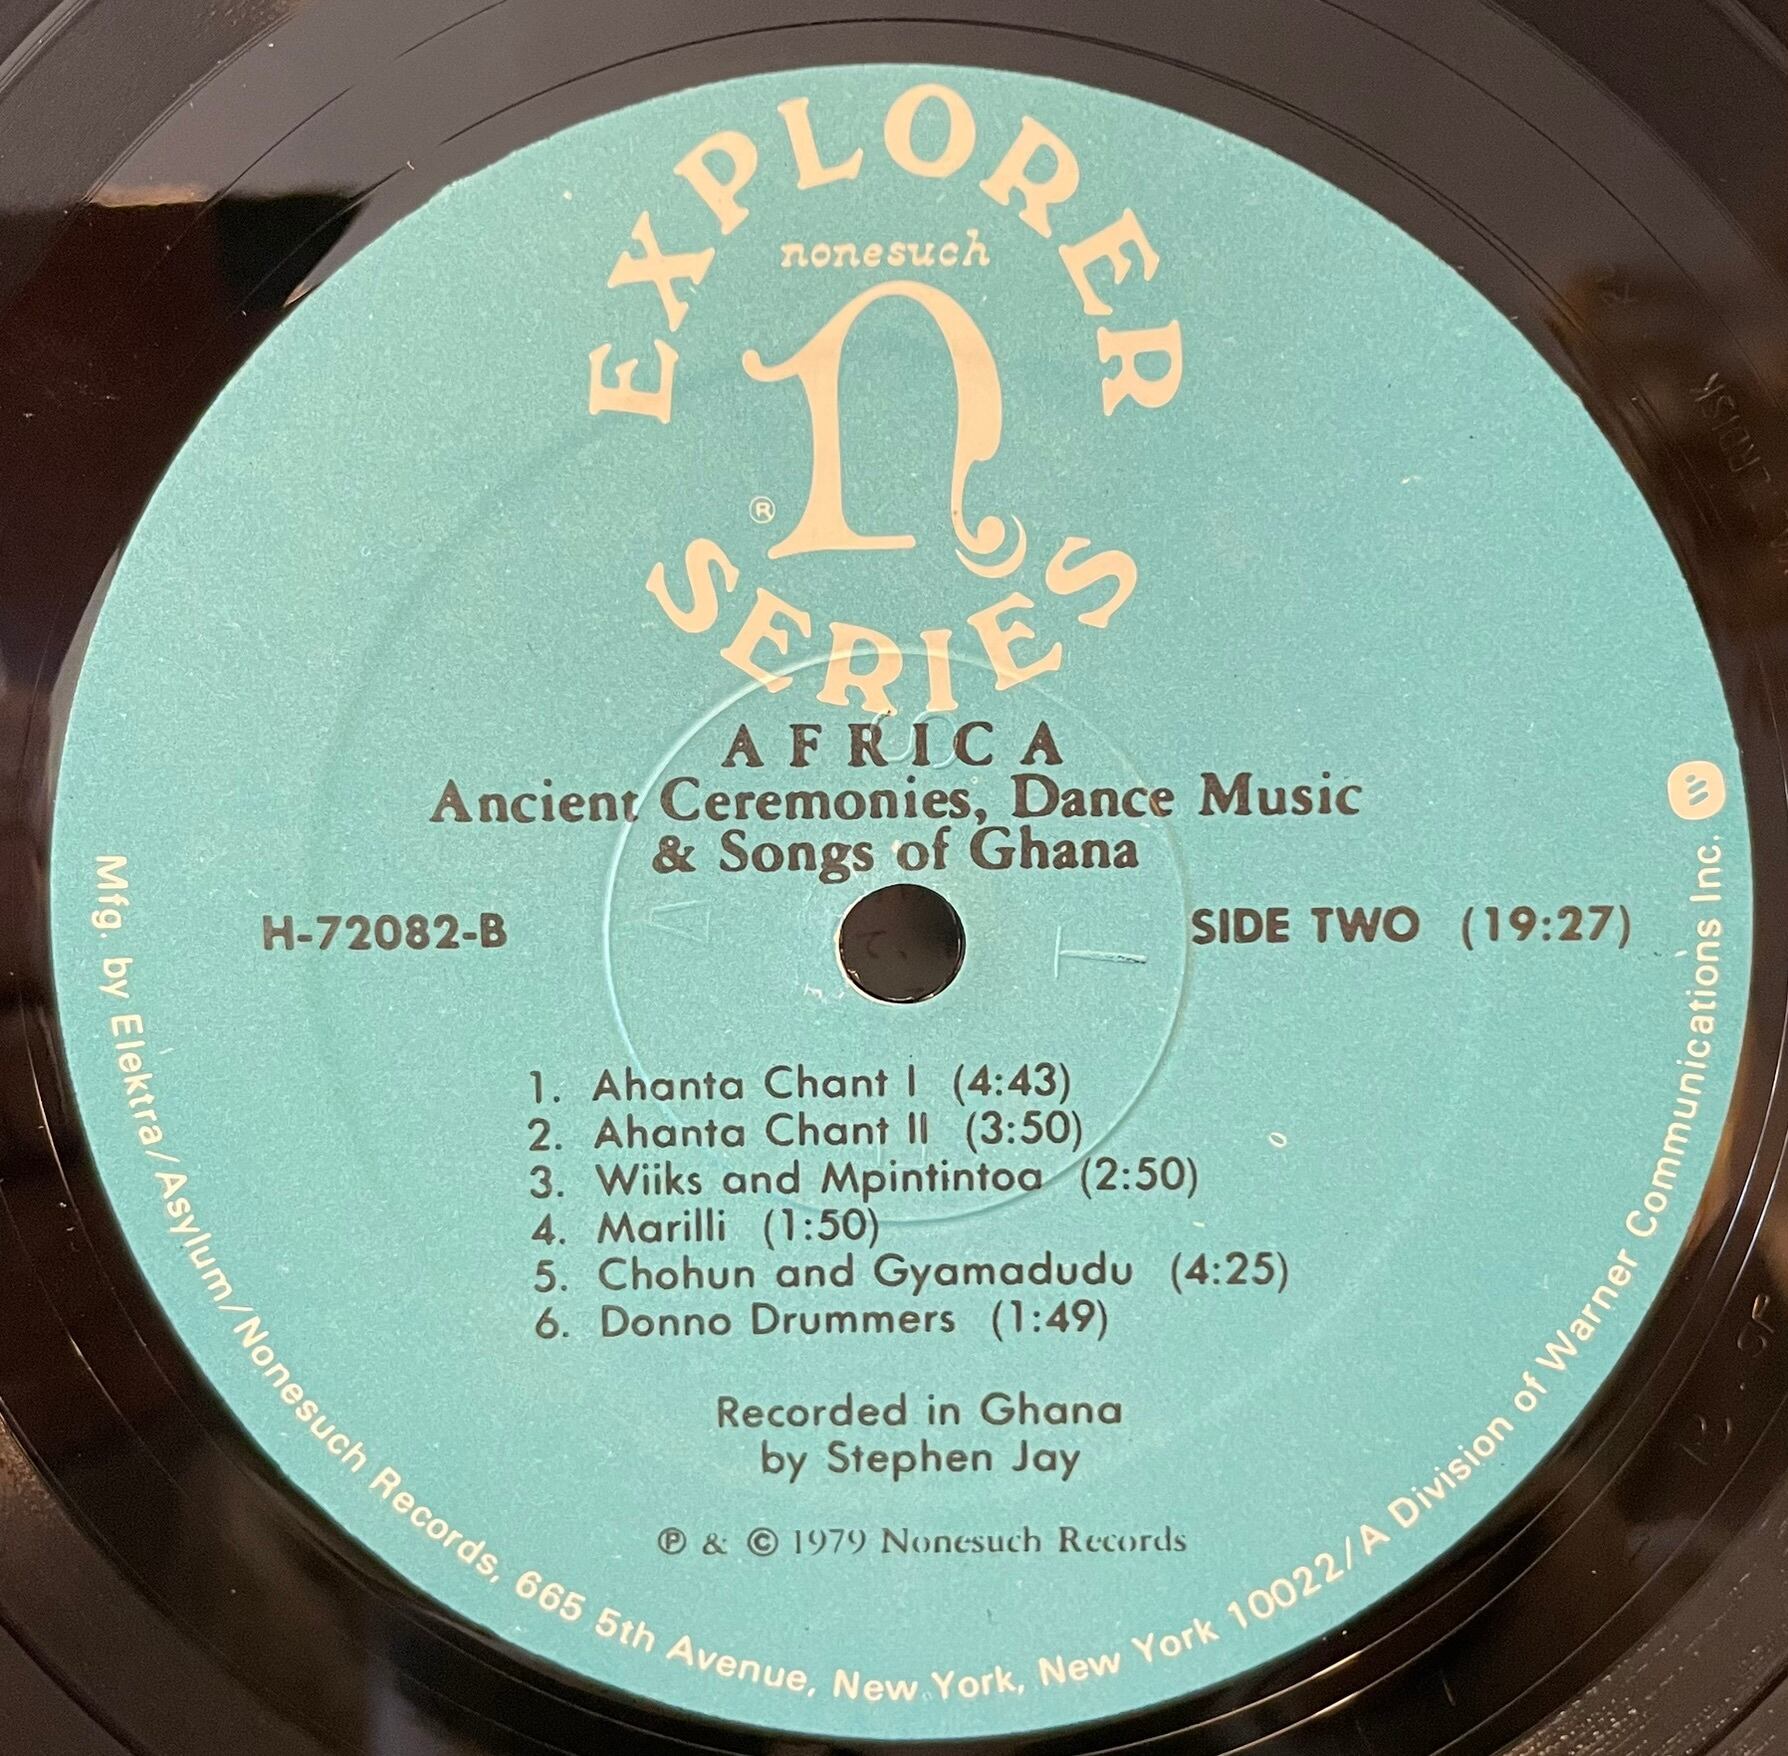 EXPLORER
nonesuch
n
®
SERIES
AFRICA
Ancient Ceremonies, Dance Music
& Songs of Ghana
H-72082-B
SIDE TWO (19:27)
1. Ahanta Chant I (4:43)
2. Ahanta Chant II (3:50)
3. Wiiks and Mpintintoa (2:50)
4. Marilli (1:50)
5. Chohun and Gyamadudu (4:25)
6. Donno Drummers (1:49)
Recorded in Ghana
by Stephen Jay
℗ & © 1979 Nonesuch Records
Mfg. by Elektra/Asylum/Nonesuch Records, 665 5th Avenue, New York, New York 10022/A Division of Warner Communications Inc.